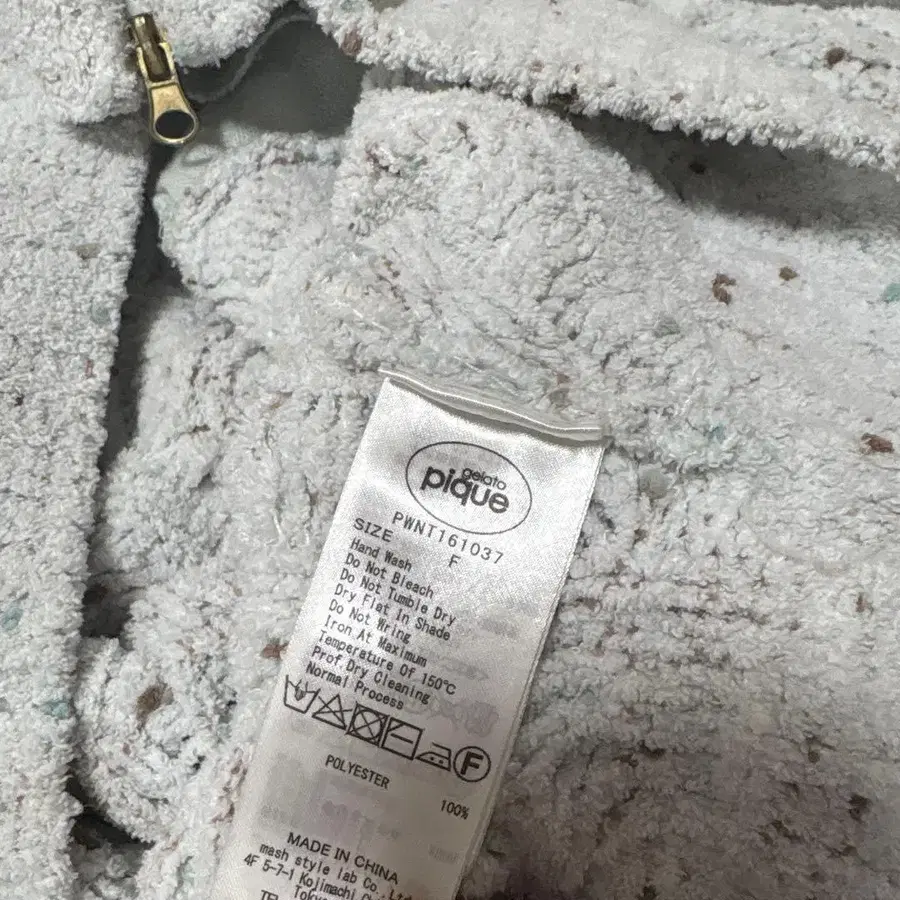 gelato
pique
PWNT161037
SIZE F
Hand Wash
Do Not Bleach
Do Not Tumble Dry
Dry Flat in Shade
Do Not Wring
Iron At Maximum
Temperature Of 150℃
Prof Dry Cleaning
Normal Process
F
POLYESTER
100%
MADE IN CHINA
mash style lab Co.,Ltd
4F 5-7-1 Kojimachi